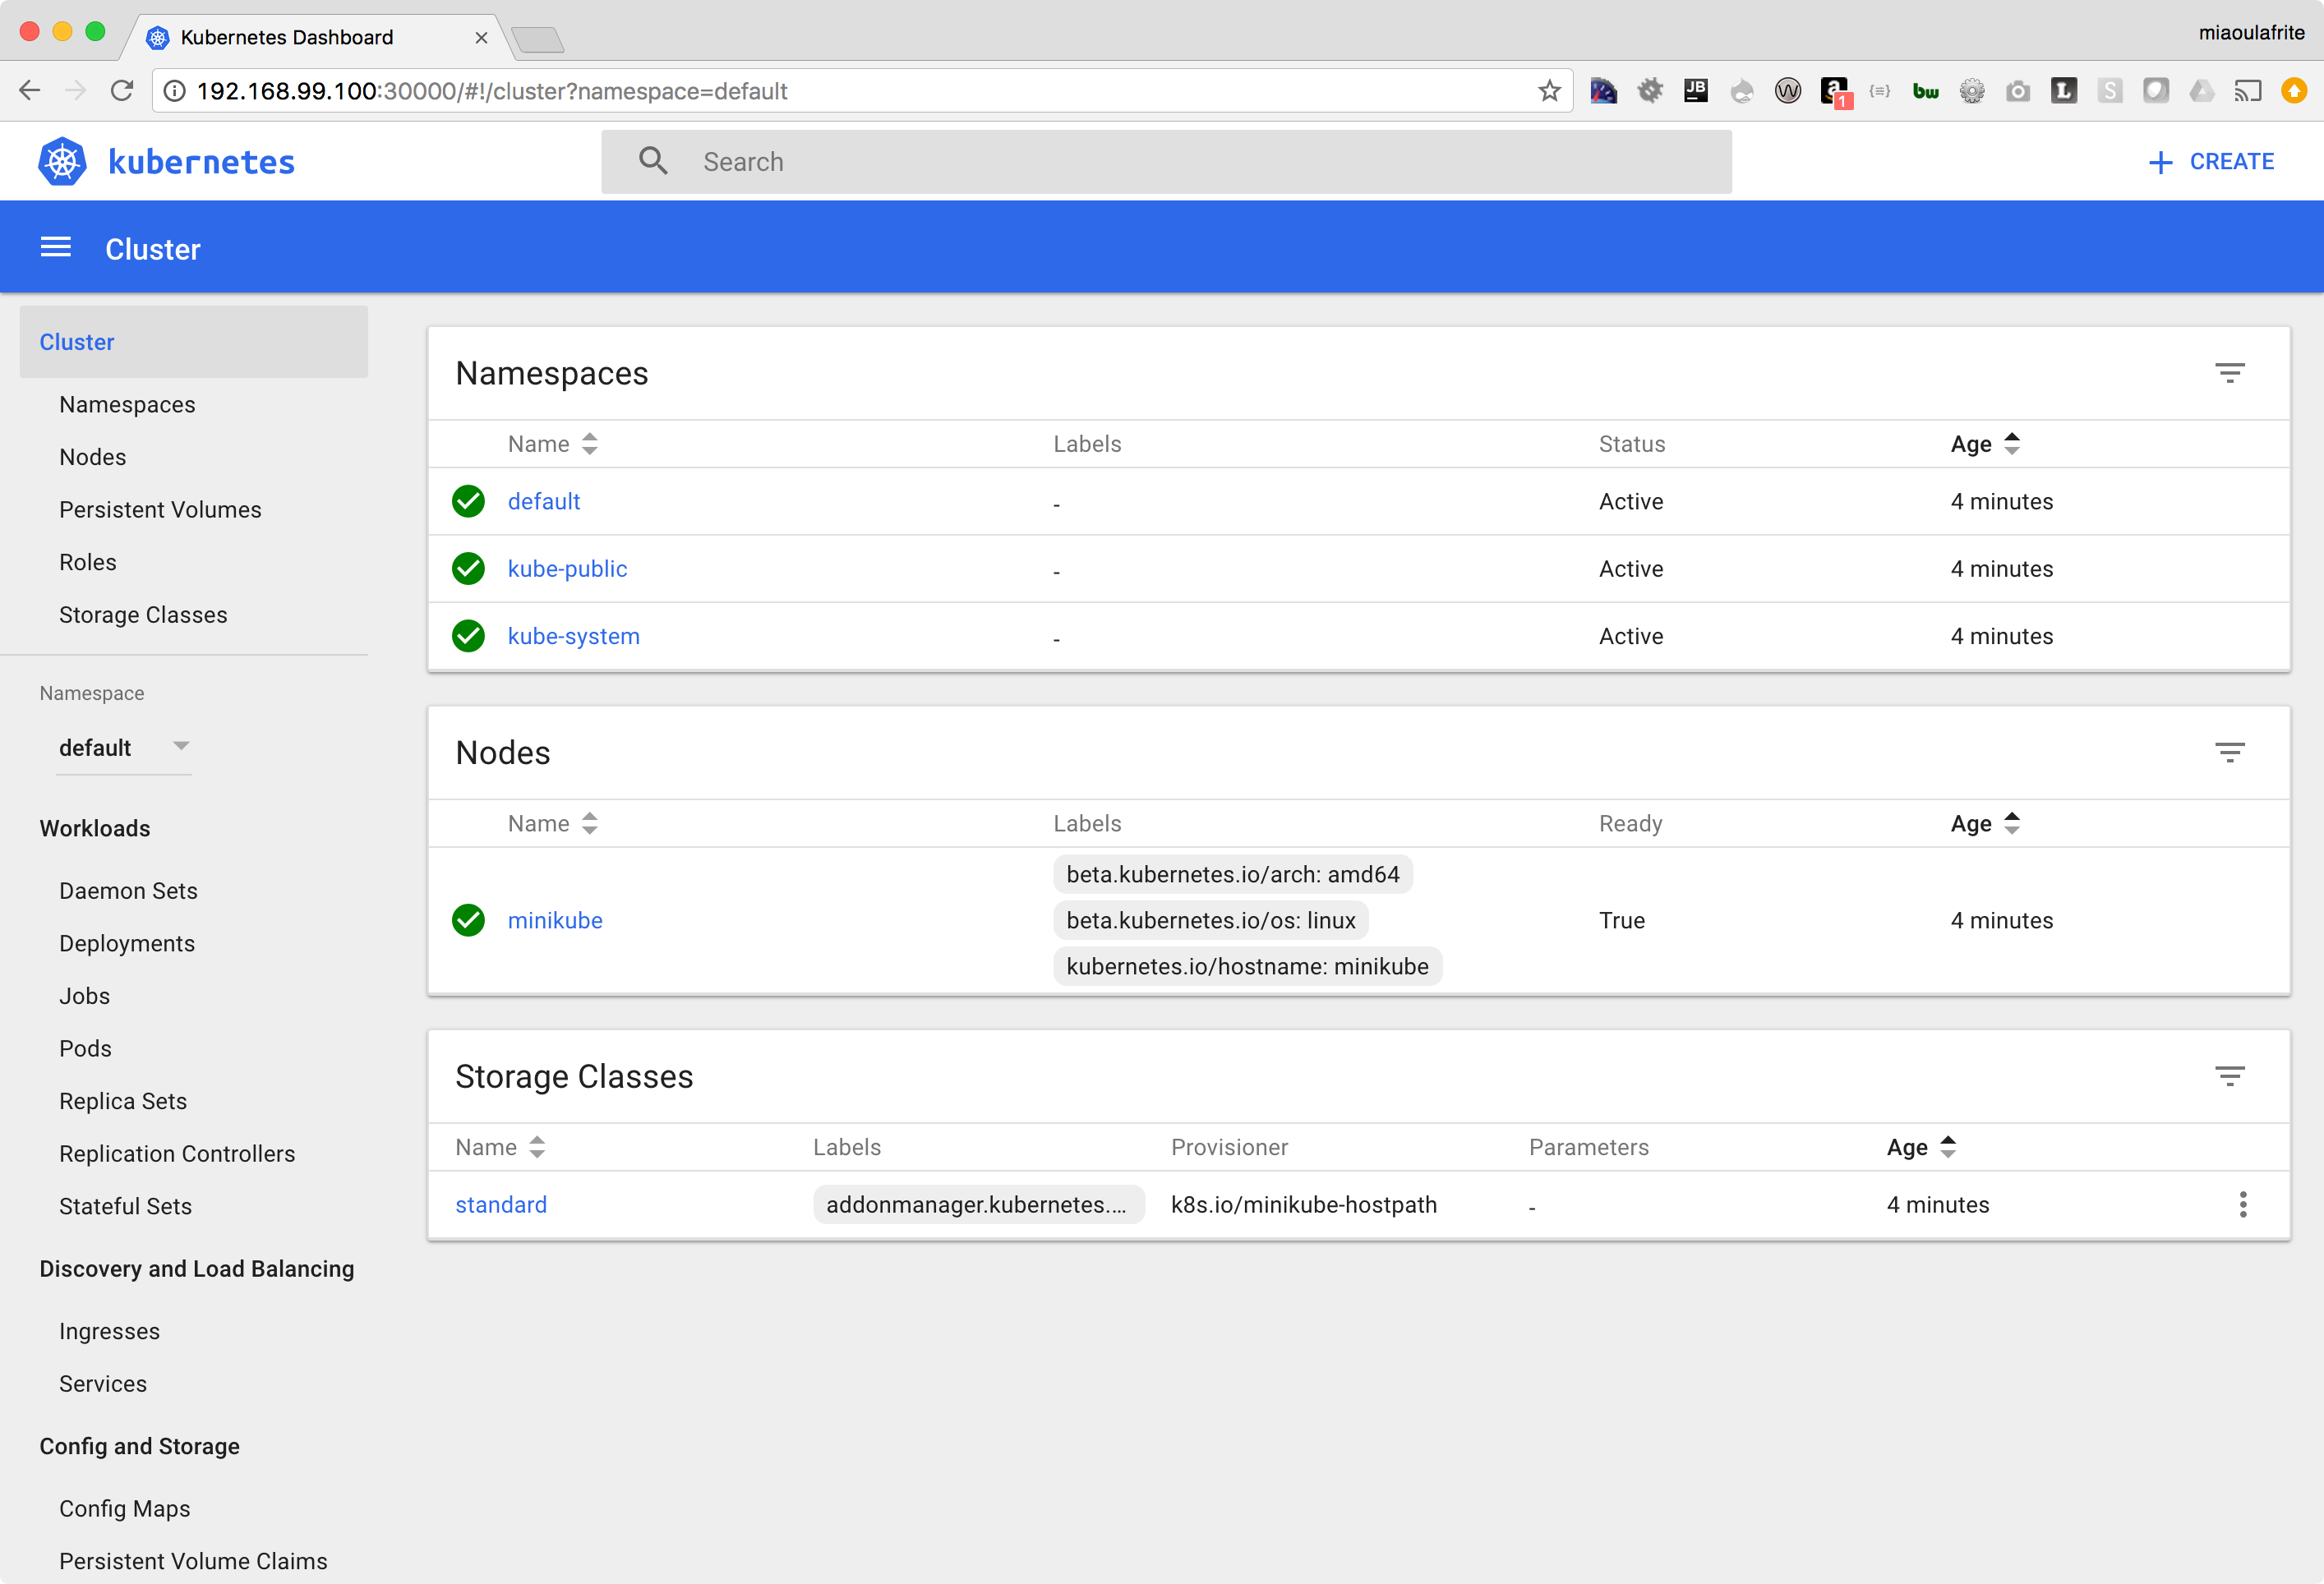 Kubernetes Dashboard
miaoulafrite
192.168.99.100:30000/#!/cluster?namespace=default
JB
a
1
{≡}
bw
L
S
kubernetes
Search
CREATE
Cluster
Cluster
Namespaces
Nodes
Persistent Volumes
Roles
Storage Classes
Namespace
default
Workloads
Daemon Sets
Deployments
Jobs
Pods
Replica Sets
Replication Controllers
Stateful Sets
Discovery and Load Balancing
Ingresses
Services
Config and Storage
Config Maps
Persistent Volume Claims
Namespaces
Name Labels Status Age
default - Active 4 minutes
kube-public - Active 4 minutes
kube-system - Active 4 minutes
Nodes
Name Labels Ready Age
beta.kubernetes.io/arch: amd64
minikube beta.kubernetes.io/os: linux True 4 minutes
kubernetes.io/hostname: minikube
Storage Classes
Name Labels Provisioner Parameters Age
standard addonmanager.kubernetes.... k8s.io/minikube-hostpath - 4 minutes